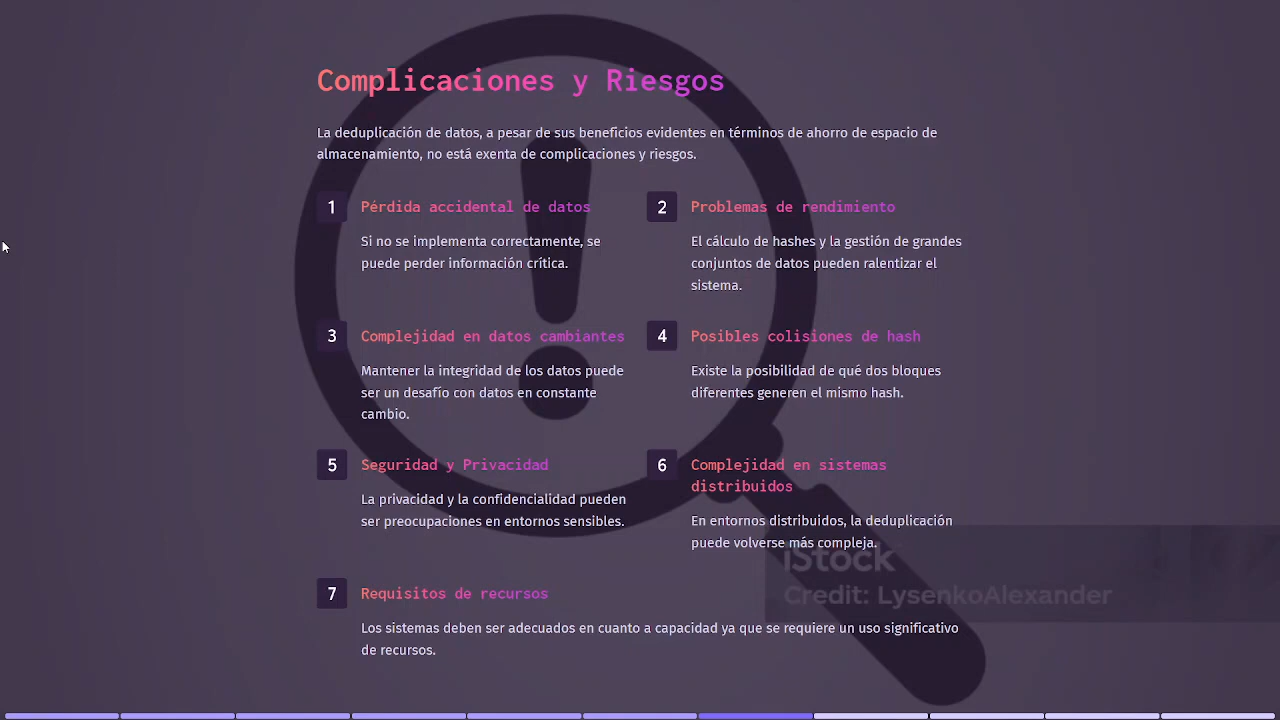 Complicaciones y Riesgos
La deduplicación de datos, a pesar de sus beneficios evidentes en términos de ahorro de espacio de
almacenamiento, no está exenta de complicaciones y riesgos.
1
Pérdida accidental de datos
Si no se implementa correctamente, se
puede perder información crítica.
2
Problemas de rendimiento
El cálculo de hashes y la gestión de grandes
conjuntos de datos pueden ralentizar el
sistema.
3
Complejidad en datos cambiantes
Mantener la integridad de los datos puede
ser un desafío con datos en constante
cambio.
4
Posibles colisiones de hash
Existe la posibilidad de qué dos bloques
diferentes generen el mismo hash.
5
Seguridad y Privacidad
La privacidad y la confidencialidad pueden
ser preocupaciones en entornos sensibles.
6
Complejidad en sistemas
distribuidos
En entornos distribuidos, la deduplicación
puede volverse más compleja.
iStock
Credit: LysenkoAlexander
7
Requisitos de recursos
Los sistemas deben ser adecuados en cuanto a capacidad ya que se requiere un uso significativo
de recursos.